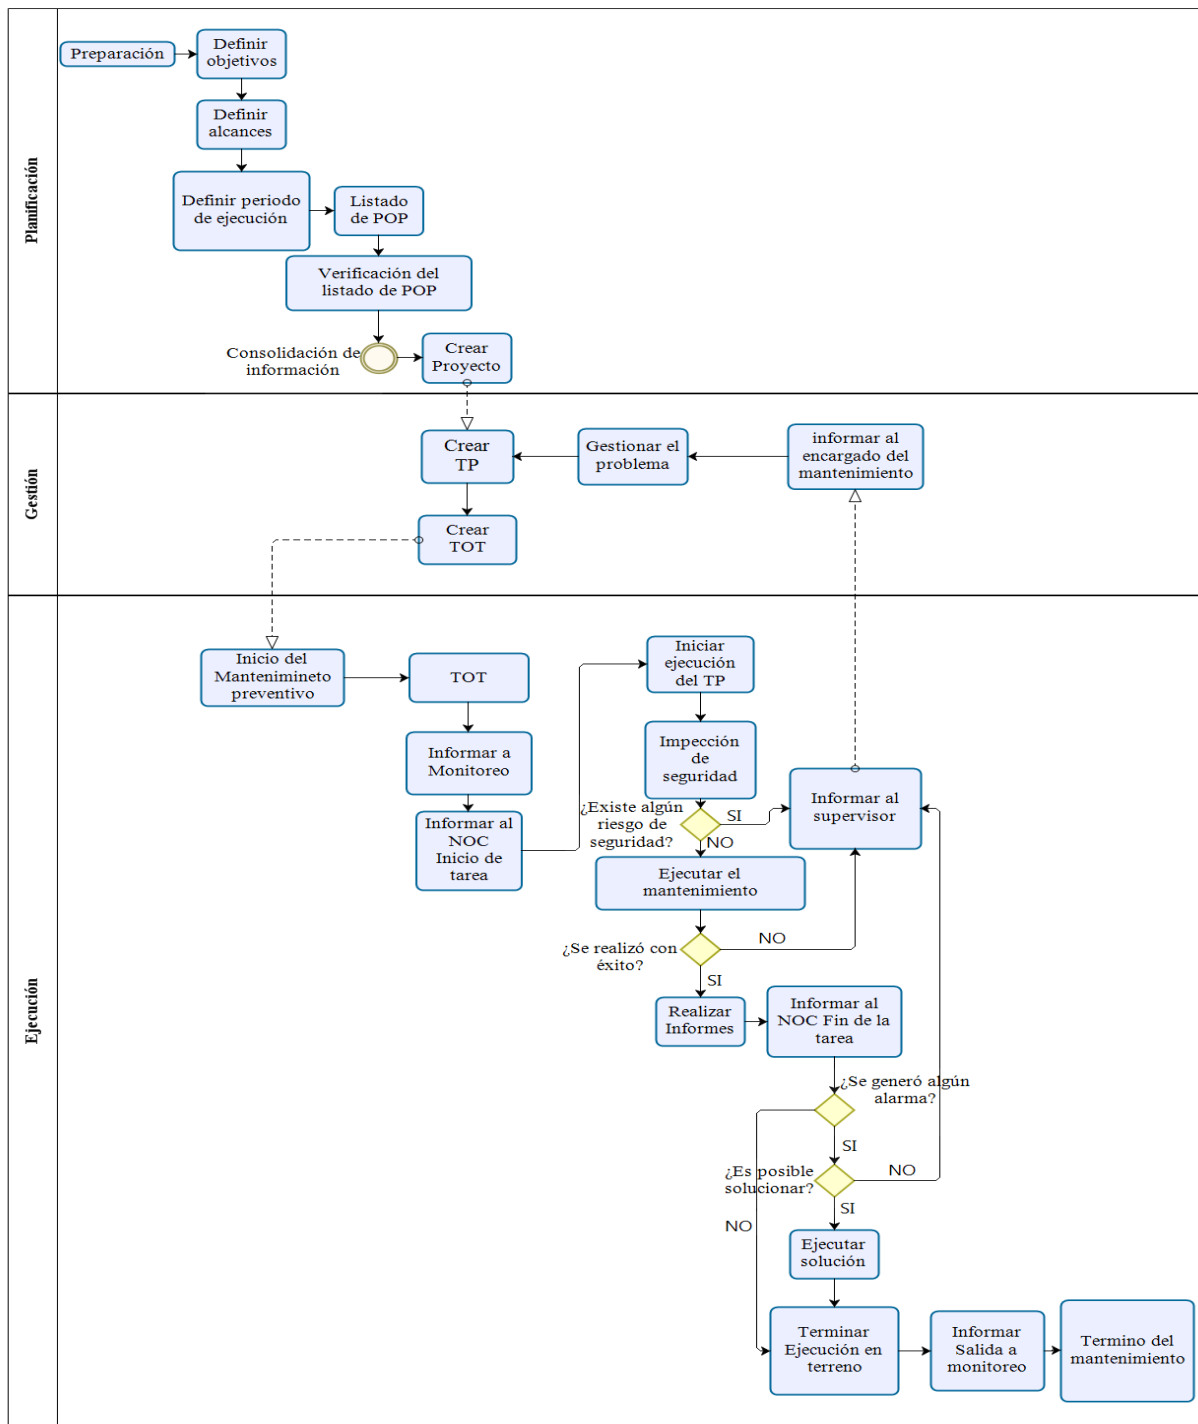 Planificación
Preparación
Definir
objetivos
Definir
alcances
Definir periodo
de ejecución
Listado
de POP
Verificación del
listado de POP
Consolidación de
información
Crear
Proyecto
Gestión
Crear
TP
Gestionar el
problema
informar al
encargado del
mantenimiento
Crear
TOT
Ejecución
Inicio del
Mantenimineto
preventivo
TOT
Informar a
Monitoreo
Informar al
NOC
Inicio de
tarea
Iniciar
ejecución
del TP
Impección
de
seguridad
¿Existe algún
riesgo de
seguridad?
SI
NO
Informar al
supervisor
Ejecutar el
mantenimiento
¿Se realizó con
éxito?
NO
SI
Realizar
Informes
Informar al
NOC Fin de la
tarea
¿Se generó algún
alarma?
SI
NO
¿Es posible
solucionar?
NO
SI
Ejecutar
solución
Terminar
Ejecución en
terreno
Informar
Salida a
monitoreo
Termino del
mantenimiento